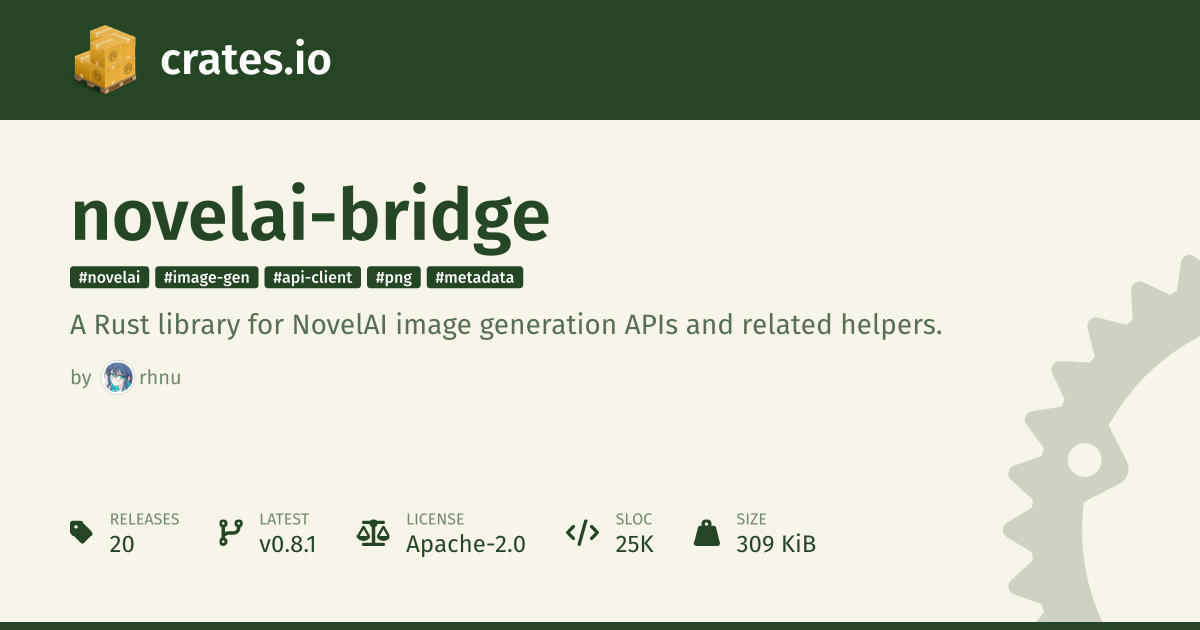 crates.io
novelai-bridge
#novelai #image-gen #api-client #png #metadata
A Rust library for NovelAI image generation APIs and related helpers.
by rhnu
RELEASES LATEST LICENSE SLOC SIZE
20 v0.8.1 Apache-2.0 25K 309 KiB